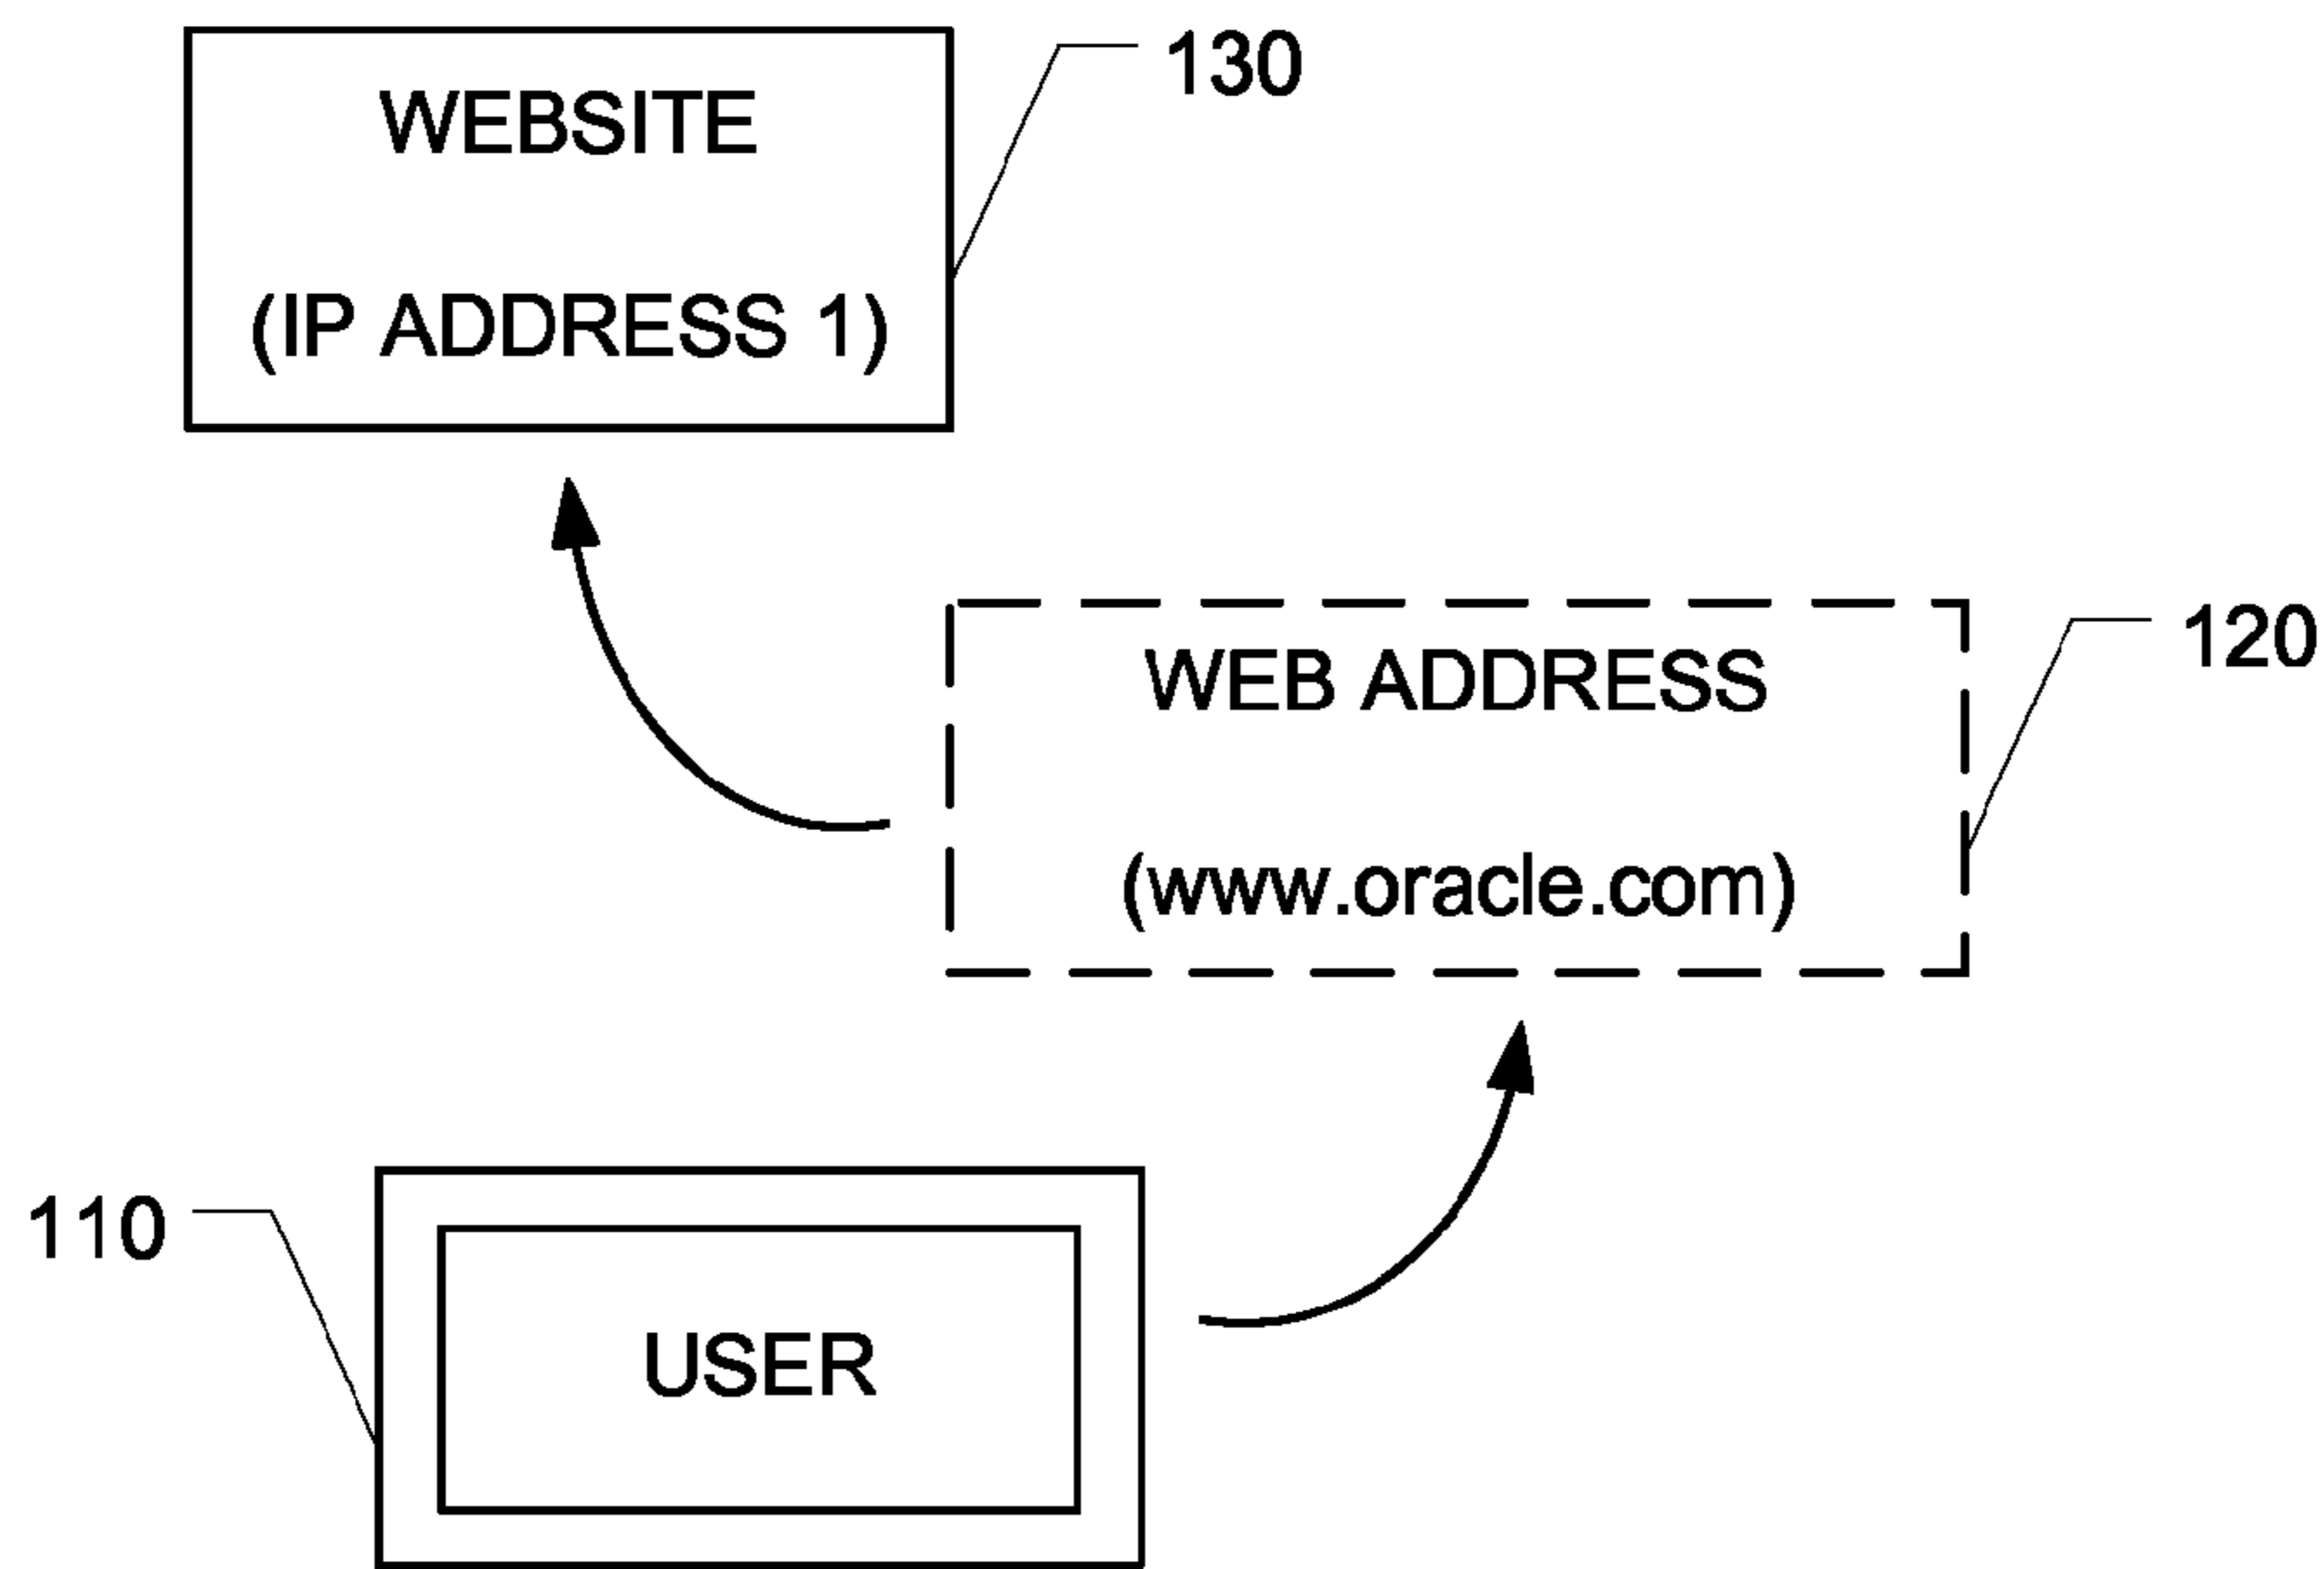 WEBSITE
130
(IP ADDRESS 1)
WEB ADDRESS
120
(www.oracle.com)
110
USER